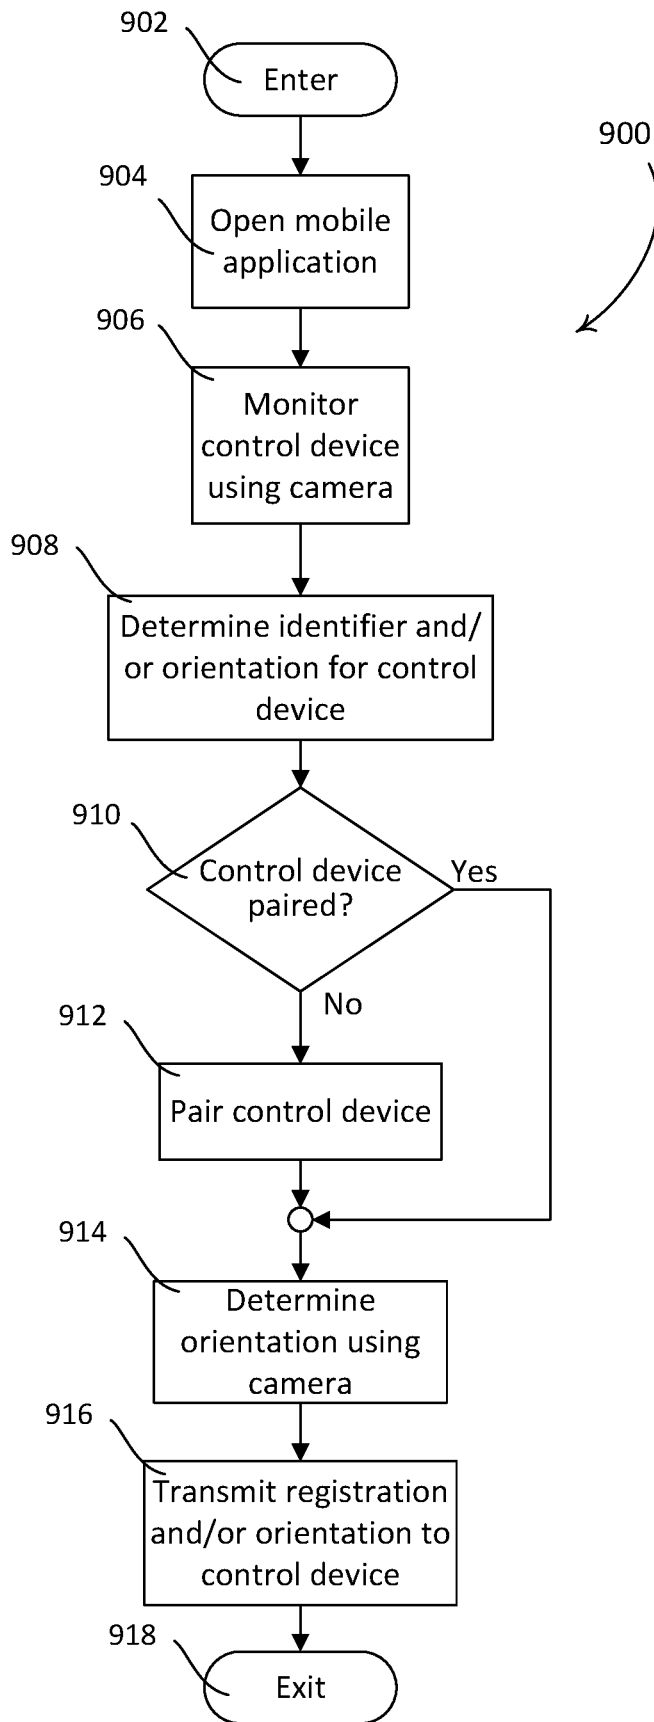 902
Enter
900
904
Open mobile
application
906
Monitor
control device
using camera
908
Determine identifier and/
or orientation for control
device
910
Control device
paired?
Yes
No
912
Pair control device
914
Determine
orientation using
camera
916
Transmit registration
and/or orientation to
control device
918
Exit